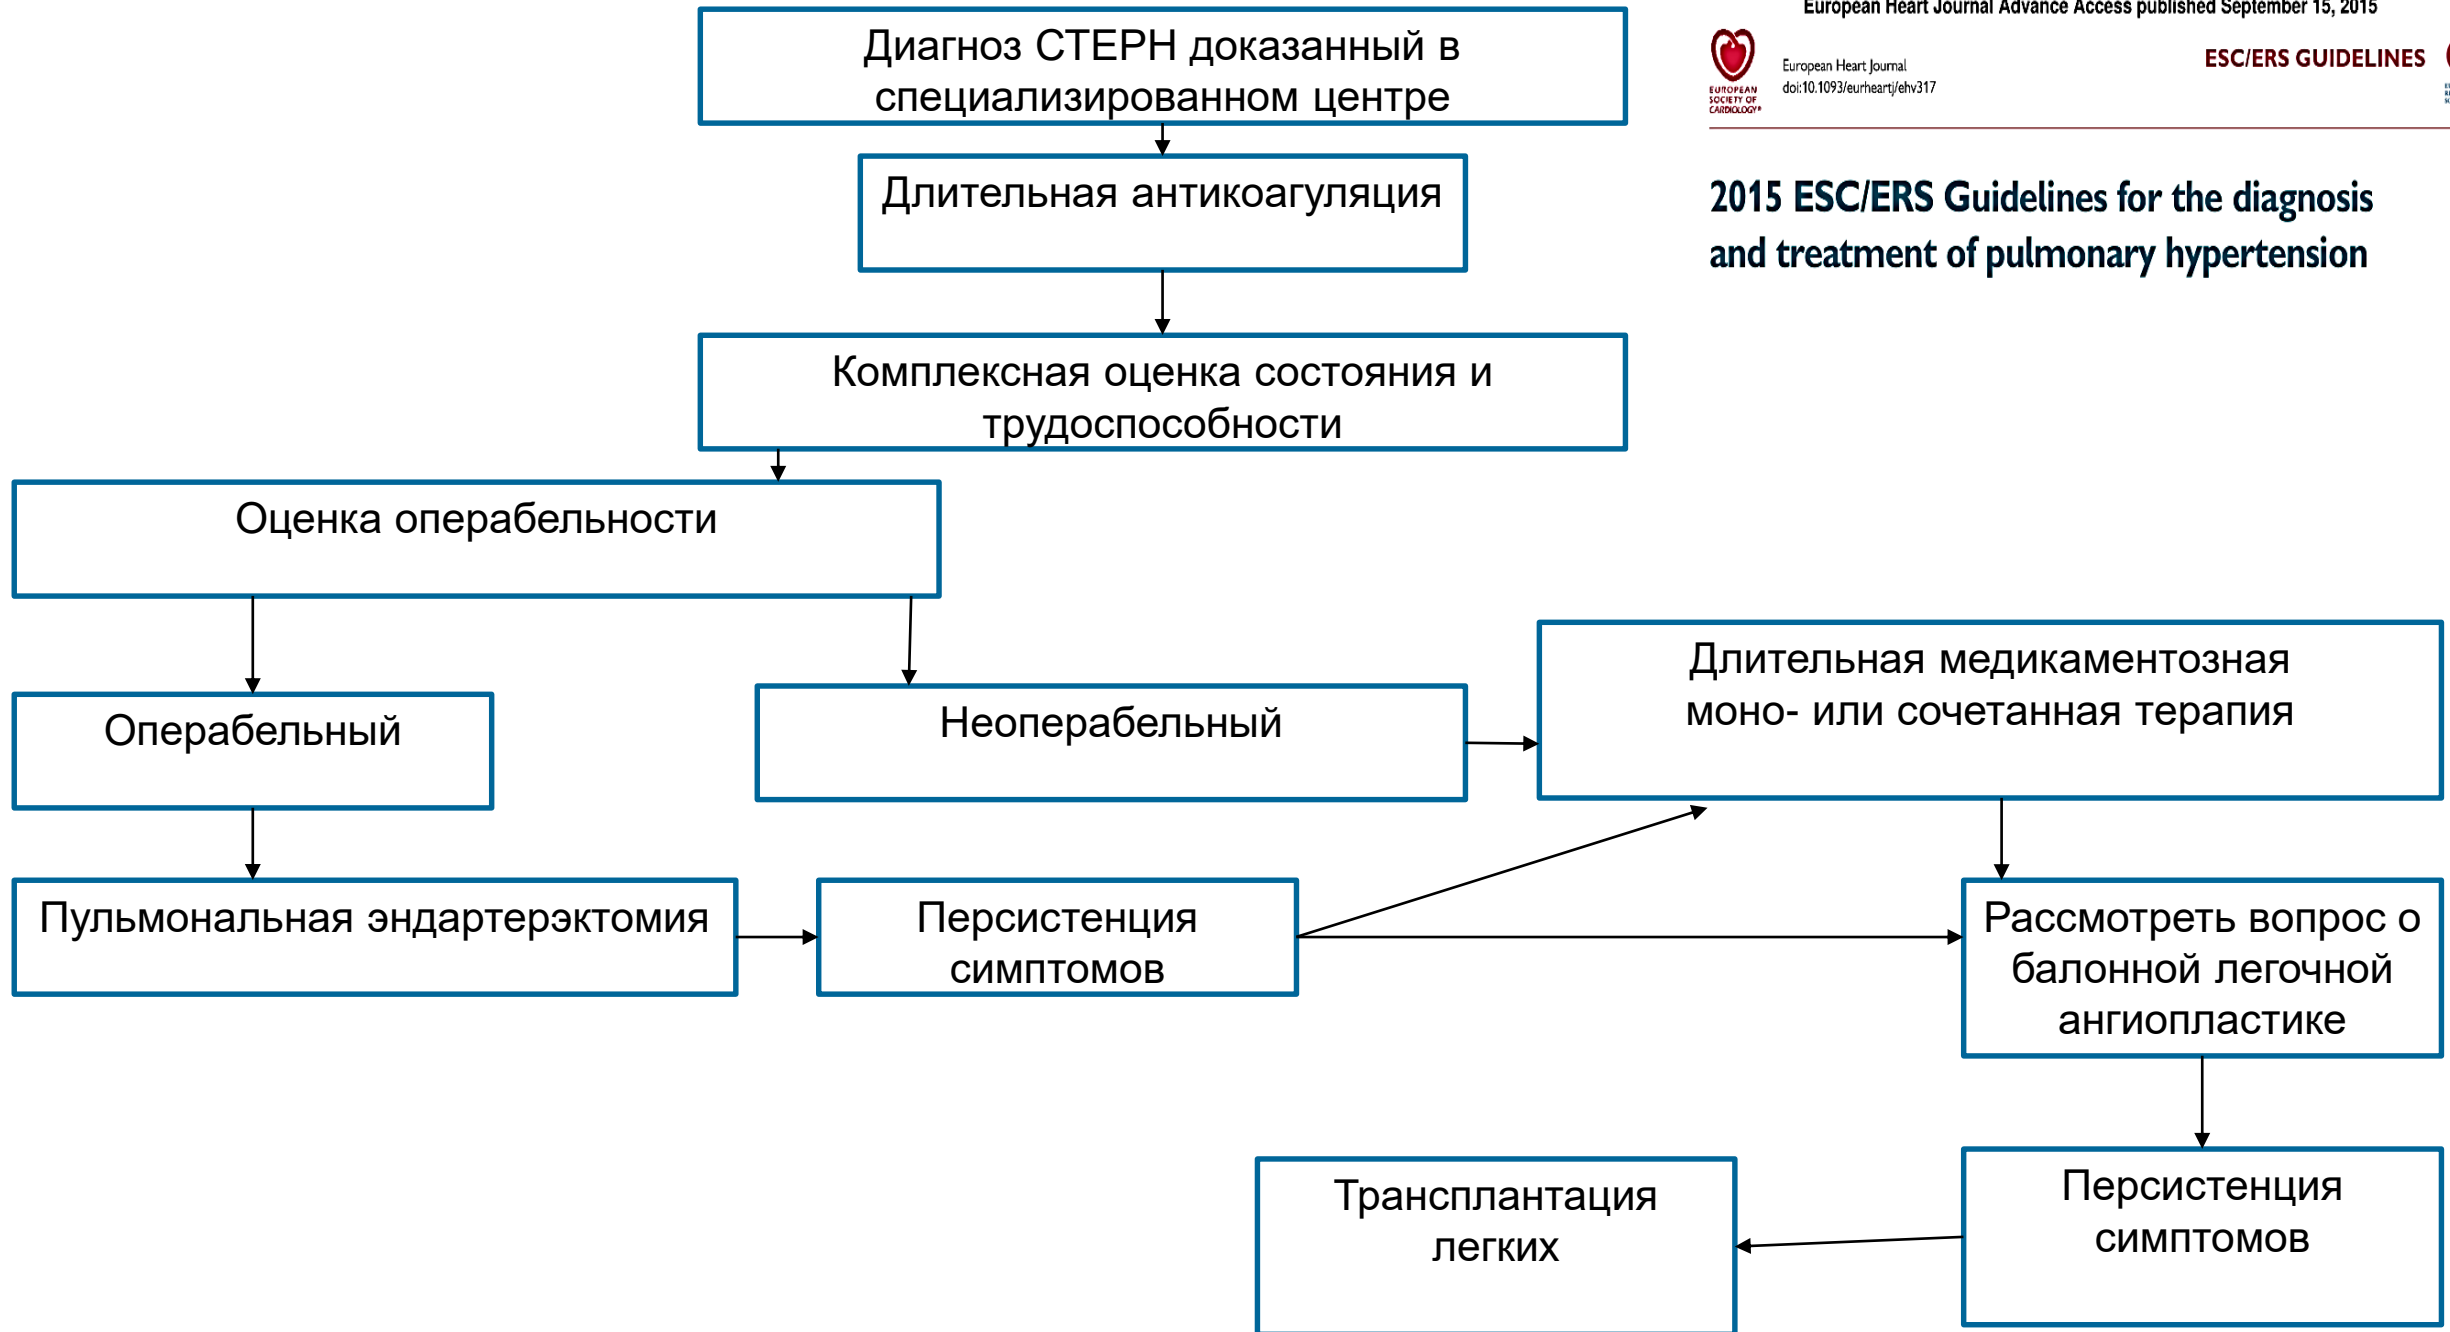 European Heart Journal Advance Access published September 15, 2015
EUROPEAN
SOCIETY OF
CARDIOLOGY®
European Heart Journal
doi:10.1093/eurheartj/ehv317
ESC/ERS GUIDELINES
2015 ESC/ERS Guidelines for the diagnosis
and treatment of pulmonary hypertension
Диагноз СТЕРН доказанный в
специализированном центре
Длительная антикоагуляция
Комплексная оценка состояния и
трудоспособности
Оценка операбельности
Операбельный
Неоперабельный
Длительная медикаментозная
моно- или сочетанная терапия
Пульмональная эндартерэктомия
Персистенция
симптомов
Рассмотреть вопрос о
балонной легочной
ангиопластике
Трансплантация
легких
Персистенция
симптомов